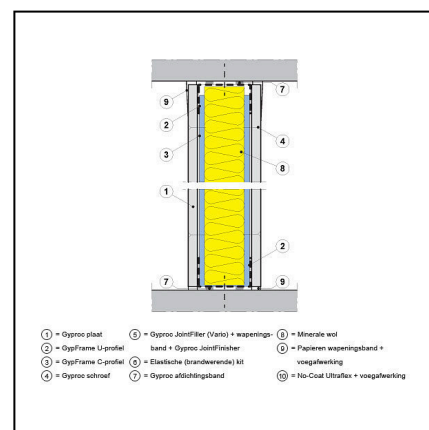 7
9
2
4
3
8
1
2
7
9
1 = Gyproc plaat
2 = GypFrame U-profiel
3 = GypFrame C-profiel
4 = Gyproc schroef
5 = Gyproc JointFiller (Vario) + wapenings-
band + Gyproc JointFinisher
6 = Elastische (brandwerende) kit
7 = Gyproc afdichtingsband
8 = Minerale wol
9 = Papieren wapeningsband +
voegafwerking
10 = No-Coat Ultraflex + voegafwerking